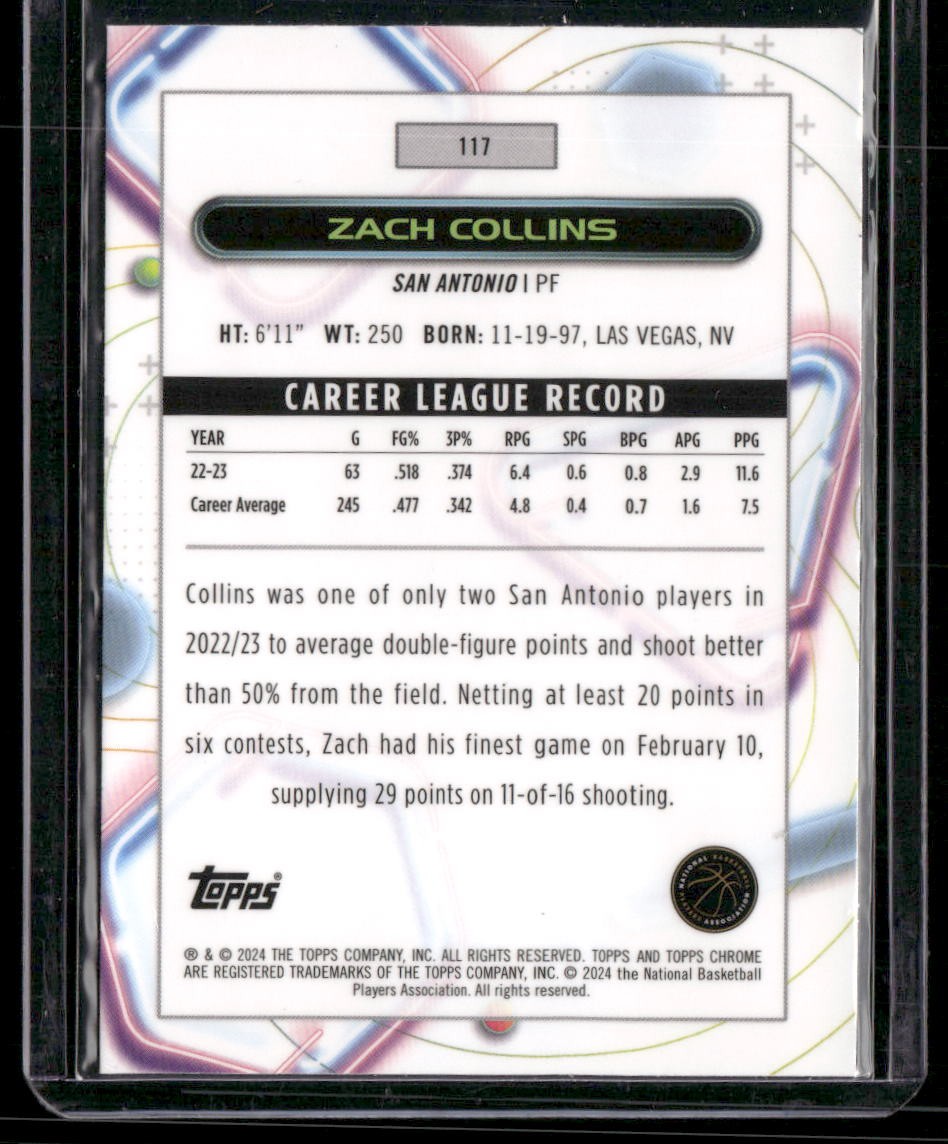 117
ZACH COLLINS
SAN ANTONIO | PF
HT: 6'11" WT: 250 BORN: 11-19-97, LAS VEGAS, NV
CAREER LEAGUE RECORD
YEAR G FG% 3P% RPG SPG BPG APG PPG
22-23 63 .518 .374 6.4 0.6 0.8 2.9 11.6
Career Average 245 .477 .342 4.8 0.4 0.7 1.6 7.5
Collins was one of only two San Antonio players in
2022/23 to average double-figure points and shoot better
than 50% from the field. Netting at least 20 points in
six contests, Zach had his finest game on February 10,
supplying 29 points on 11-of-16 shooting.
Topps®
NATIONAL BASKETBALL PLAYERS ASSOCIATION
® & © 2024 THE TOPPS COMPANY, INC. ALL RIGHTS RESERVED. TOPPS AND TOPPS CHROME
ARE REGISTERED TRADEMARKS OF THE TOPPS COMPANY, INC. © 2024 the National Basketball
Players Association. All rights reserved.